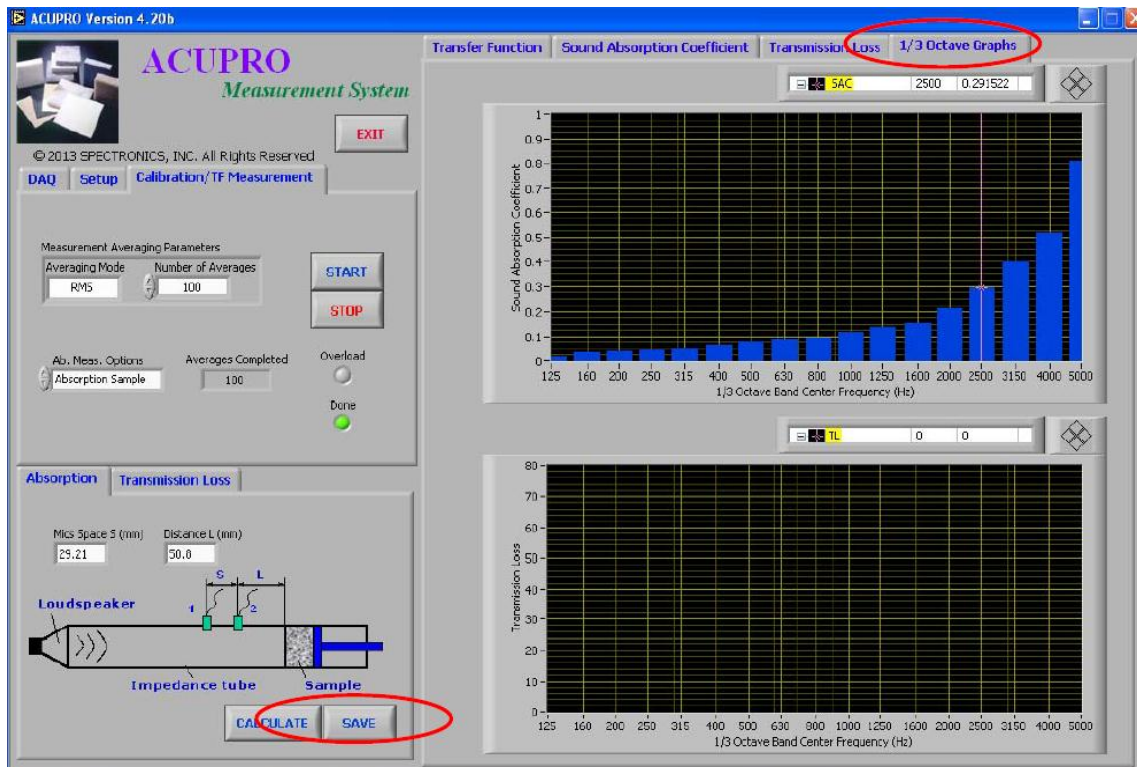 ACUPRO Version 4.20b
ACUPRO
Measurement System
EXIT
© 2013 SPECTRONICS, INC. All Rights Reserved
DAQ Setup Calibration/TF Measurement
Measurement Averaging Parameters
Averaging Mode Number of Averages
RMS 100
START
STOP
Ab. Meas. Options Averages Completed Overload
Absorption Sample 100
Done
Absorption Transmission Loss
Mics Space S (mm) Distance L (mm)
29.21 50.8
S L
Loudspeaker 1 2
Impedance tube Sample
CALCULATE SAVE
Transfer Function Sound Absorption Coefficient Transmission Loss 1/3 Octave Graphs
SAC 2500 0.291522
Sound Absorption Coefficient
1
0.9
0.8
0.7
0.6
0.5
0.4
0.3
0.2
0.1
0
125 160 200 250 315 400 500 630 800 1000 1250 1600 2000 2500 3150 4000 5000
1/3 Octave Band Center Frequency (Hz)
TL 0 0
Transmission Loss
80
70
60
50
40
30
20
10
0
125 160 200 250 315 400 500 630 800 1000 1250 1600 2000 2500 3150 4000 5000
1/3 Octave Band Center Frequency (Hz)